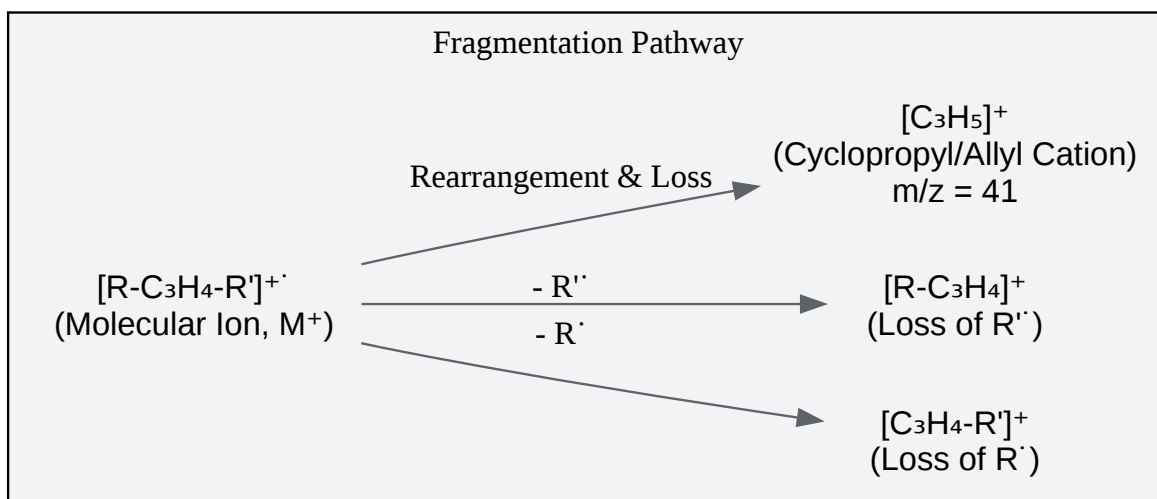 Fragmentation Pathway
[C₃H₅]⁺
(Cyclopropyl/Allyl Cation)
m/z = 41
Rearrangement & Loss
[R-C₃H₄-R']⁺˙
(Molecular Ion, M⁺)
- R'˙
- R˙
[R-C₃H₄]⁺
(Loss of R'˙)
[C₃H₄-R']⁺
(Loss of R˙)